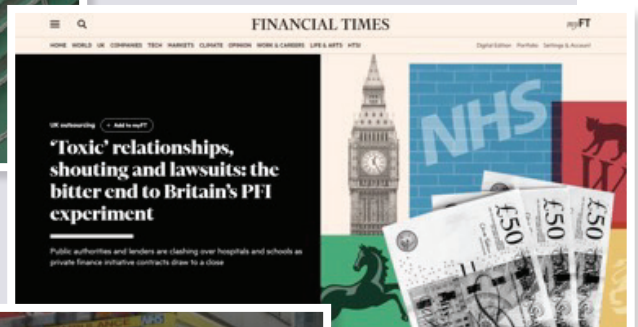 FINANCIAL TIMES
myFT
HOME WORLD UK COMPANIES TECH MARKETS CLIMATE OPINION WORK & CAREERS LIFE & ARTS HTSI
Digital Edition Portfolio Settings & Account
UK outsourcing + Add to myFT
‘Toxic’ relationships,
shouting and lawsuits: the
bitter end to Britain’s PFI
experiment
Public authorities and lenders are clashing over hospitals and schools as
private finance initiative contracts draw to a close
NHS
£50
£50
£50
NHS